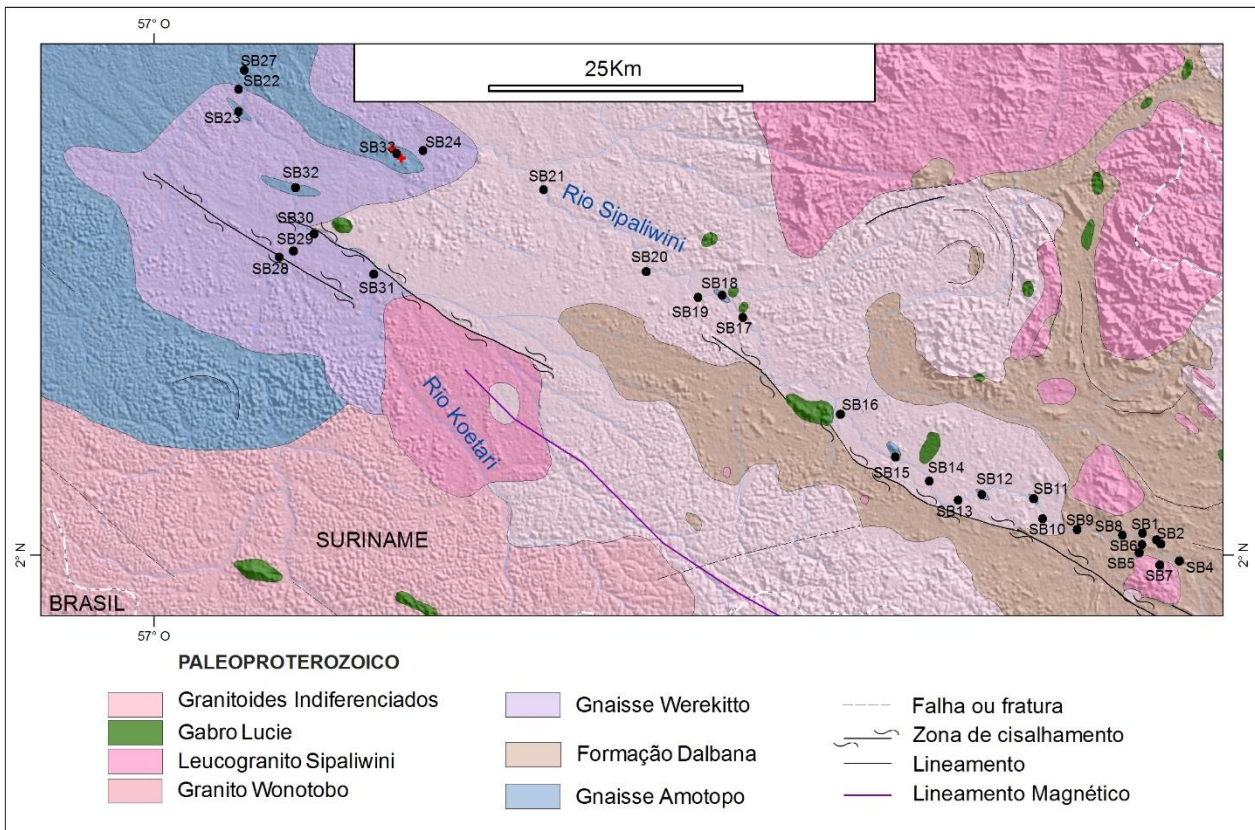 57° O
25Km
SB27
SB22
SB23
SB33
SB24
SB32
SB21
Rio Sipaliwini
SB30
SB29
SB28
SB31
SB20
SB18
SB19
SB17
Rio Koetari
SB16
SB15
SB14
SB12
SB11
SB13
SB10
SB9
SB8
SB1
SB2
SB6
SB5
SB7
SB4
2° N
2° N
SURINAME
BRASIL
57° O
PALEOPROTEROZOICO
Granitoides Indiferenciados
Gabro Lucie
Leucogranito Sipaliwini
Granito Wonotobo
Gnaisse Werekitto
Formação Dalbana
Gnaisse Amotopo
Falha ou fratura
Zona de cisalhamento
Lineamento
Lineamento Magnético